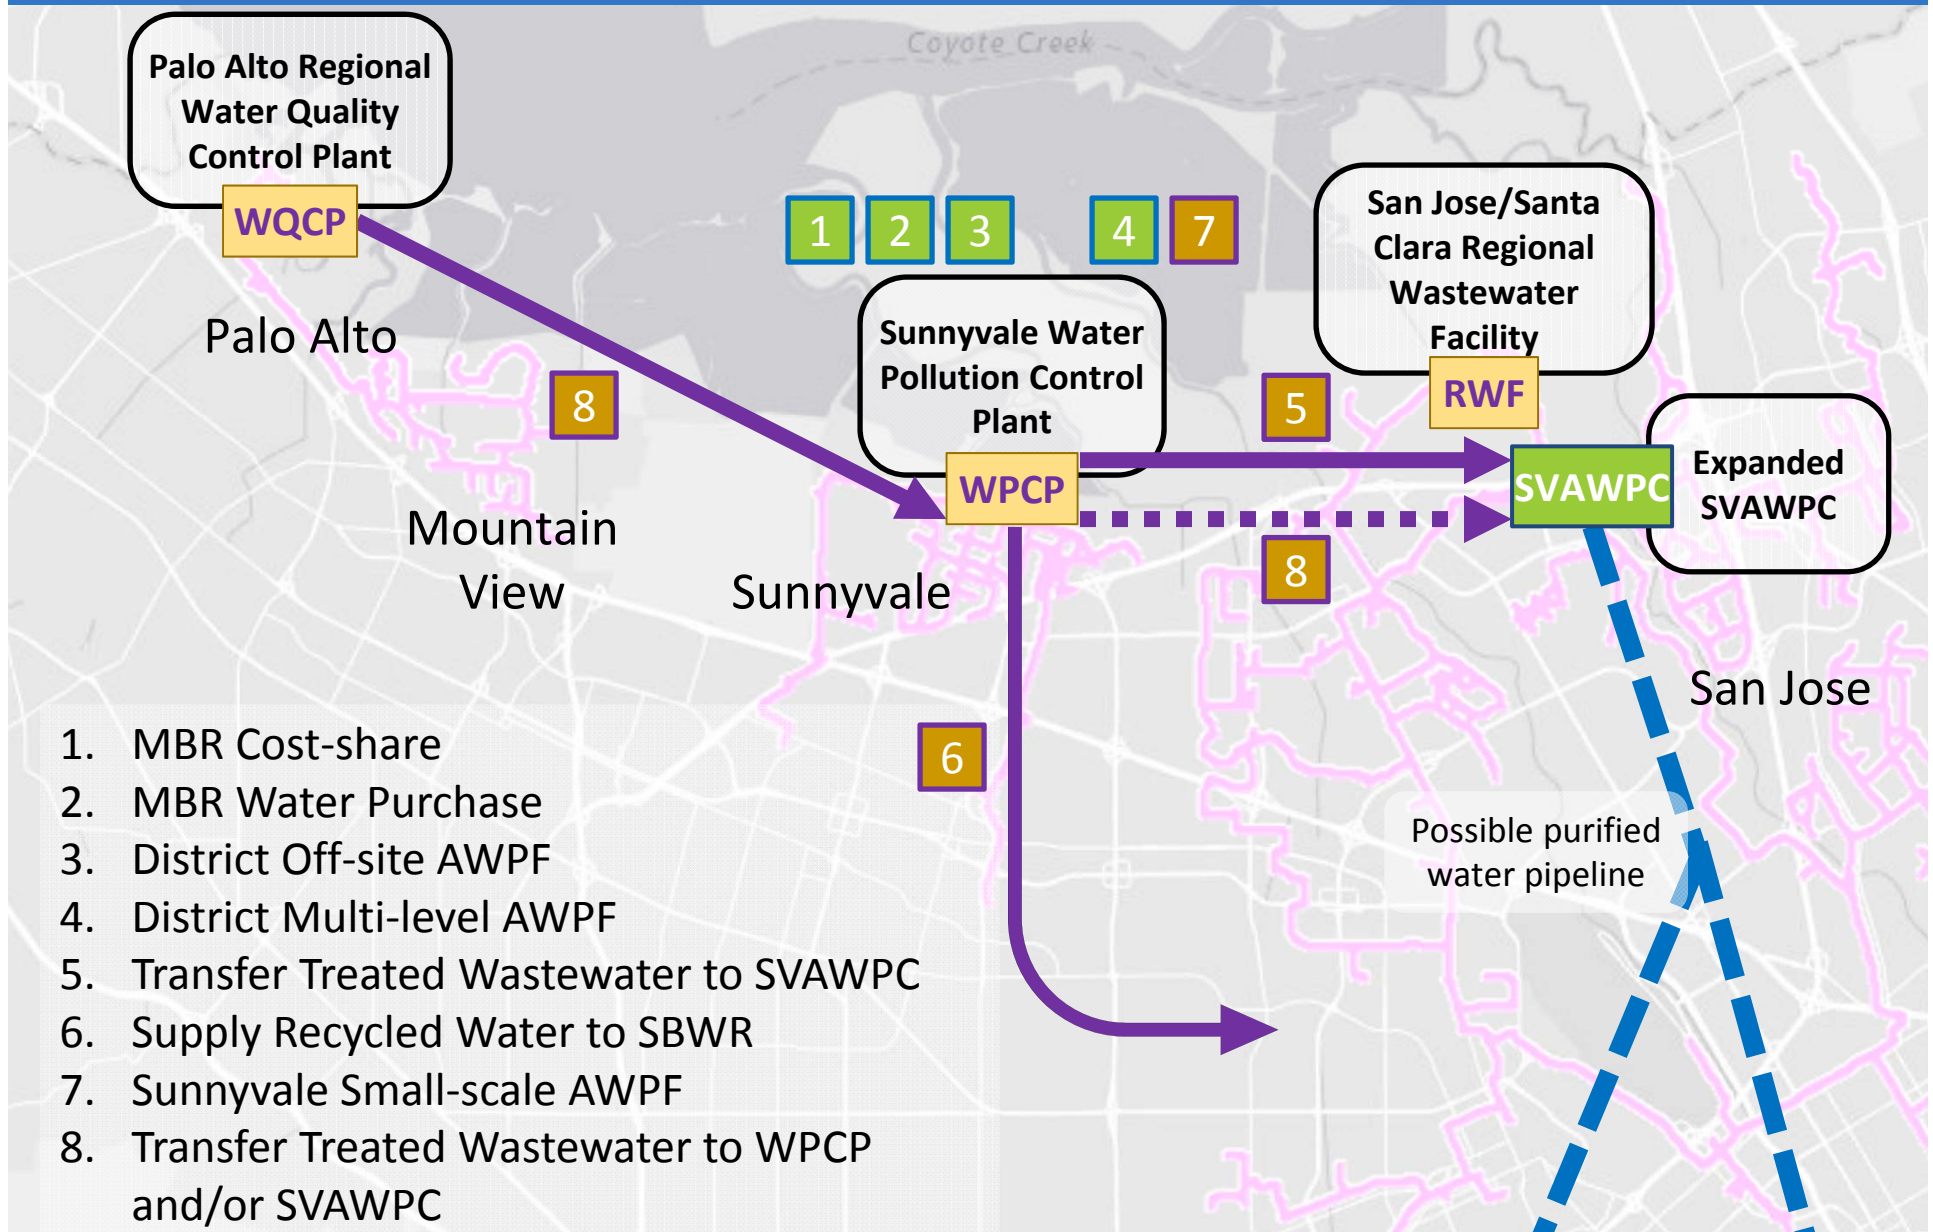 Coyote Creek
Palo Alto Regional
Water Quality
Control Plant
WQCP
Palo Alto
8
Mountain
View
1
2
3
4
7
Sunnyvale Water
Pollution Control
Plant
WPCP
Sunnyvale
San Jose/Santa
Clara Regional
Wastewater
Facility
RWF
5
8
SVAWPC
Expanded
SVAWPC
San Jose
6
Possible purified
water pipeline
1. MBR Cost-share
2. MBR Water Purchase
3. District Off-site AWPF
4. District Multi-level AWPF
5. Transfer Treated Wastewater to SVAWPC
6. Supply Recycled Water to SBWR
7. Sunnyvale Small-scale AWPF
8. Transfer Treated Wastewater to WPCP
and/or SVAWPC